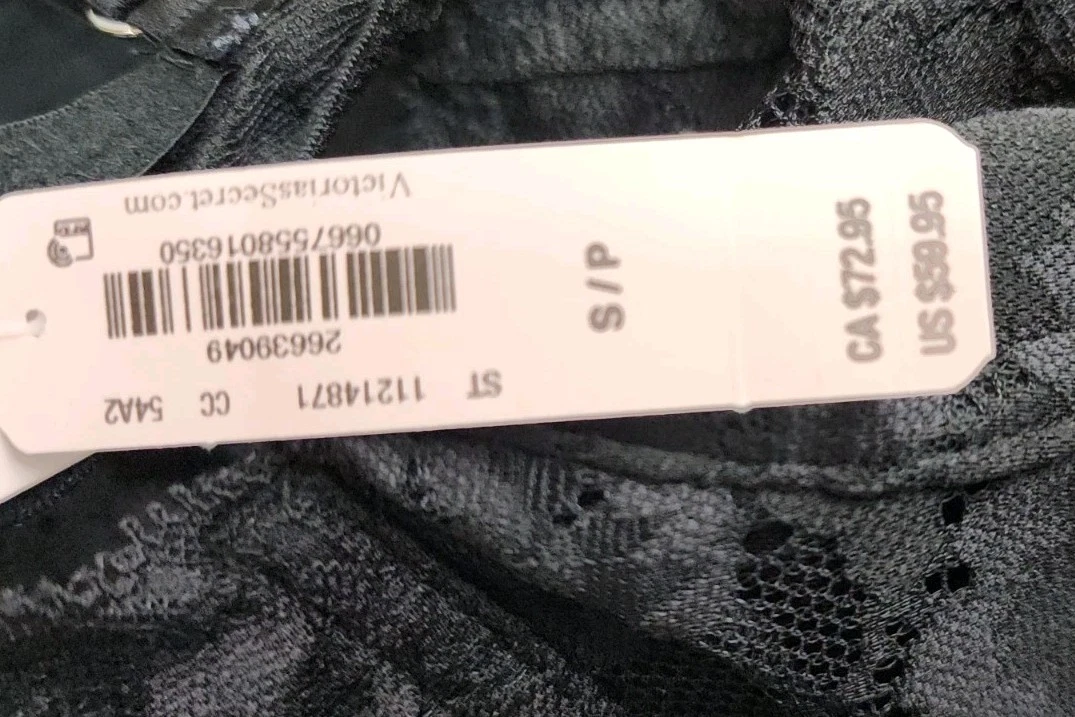 ST 11214871 CC 54A2
26639049
0667558016350
VictoriasSecret.com
S/P
CA $72.95
US $59.95